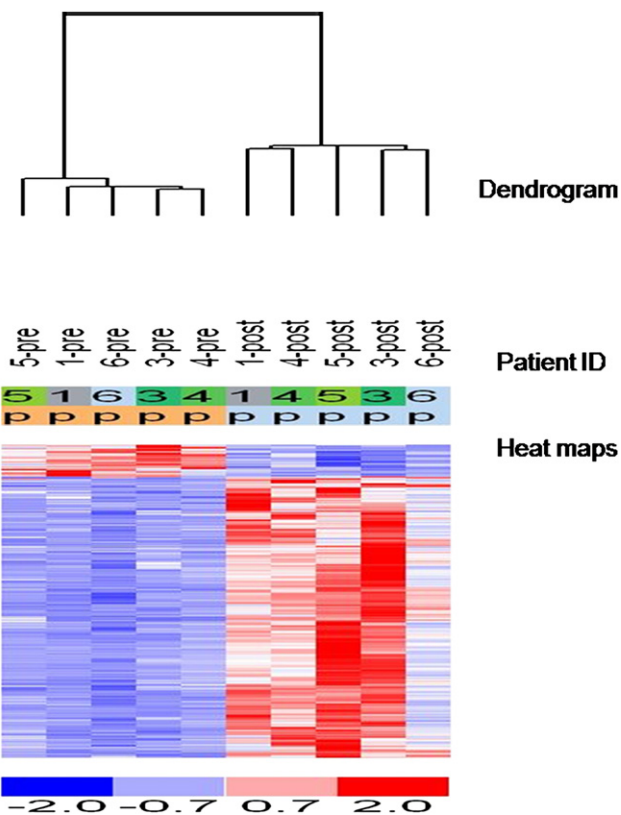 Dendrogram
5-pre 1-pre 6-pre 3-pre 4-pre 1-post 4-post 5-post 3-post 6-post
Patient ID
5 1 6 3 4 1 4 5 3 6
p p p p p p p p p p
Heat maps
-2.0 -0.7 0.7 2.0